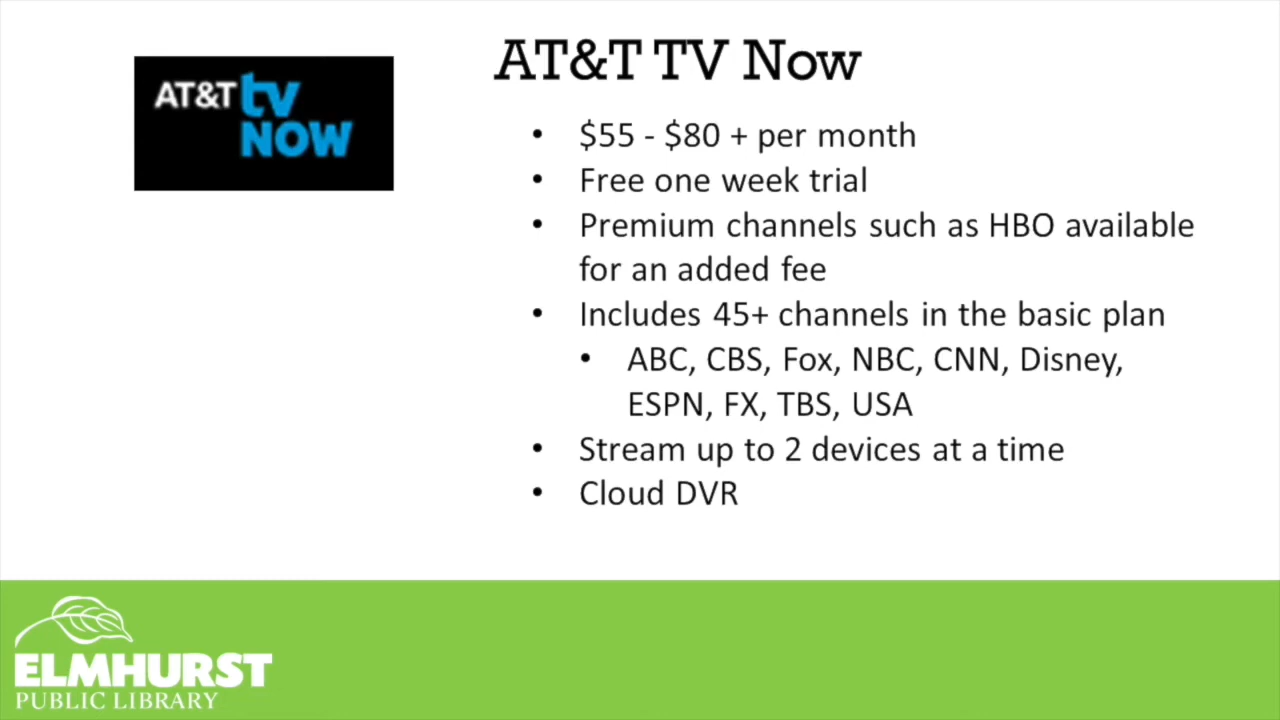 AT&T TV Now
AT&T tv
NOW
• $55 - $80 + per month
• Free one week trial
• Premium channels such as HBO available
for an added fee
• Includes 45+ channels in the basic plan
• ABC, CBS, Fox, NBC, CNN, Disney,
ESPN, FX, TBS, USA
• Stream up to 2 devices at a time
• Cloud DVR
ELMHURST
PUBLIC LIBRARY